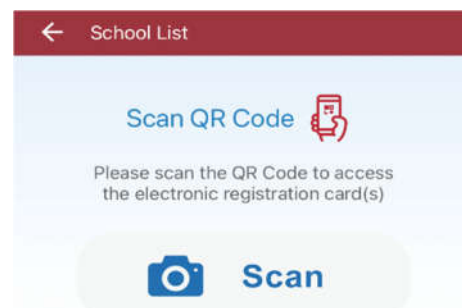 School List
Scan QR Code
Please scan the QR Code to access
the electronic registration card(s)
Scan